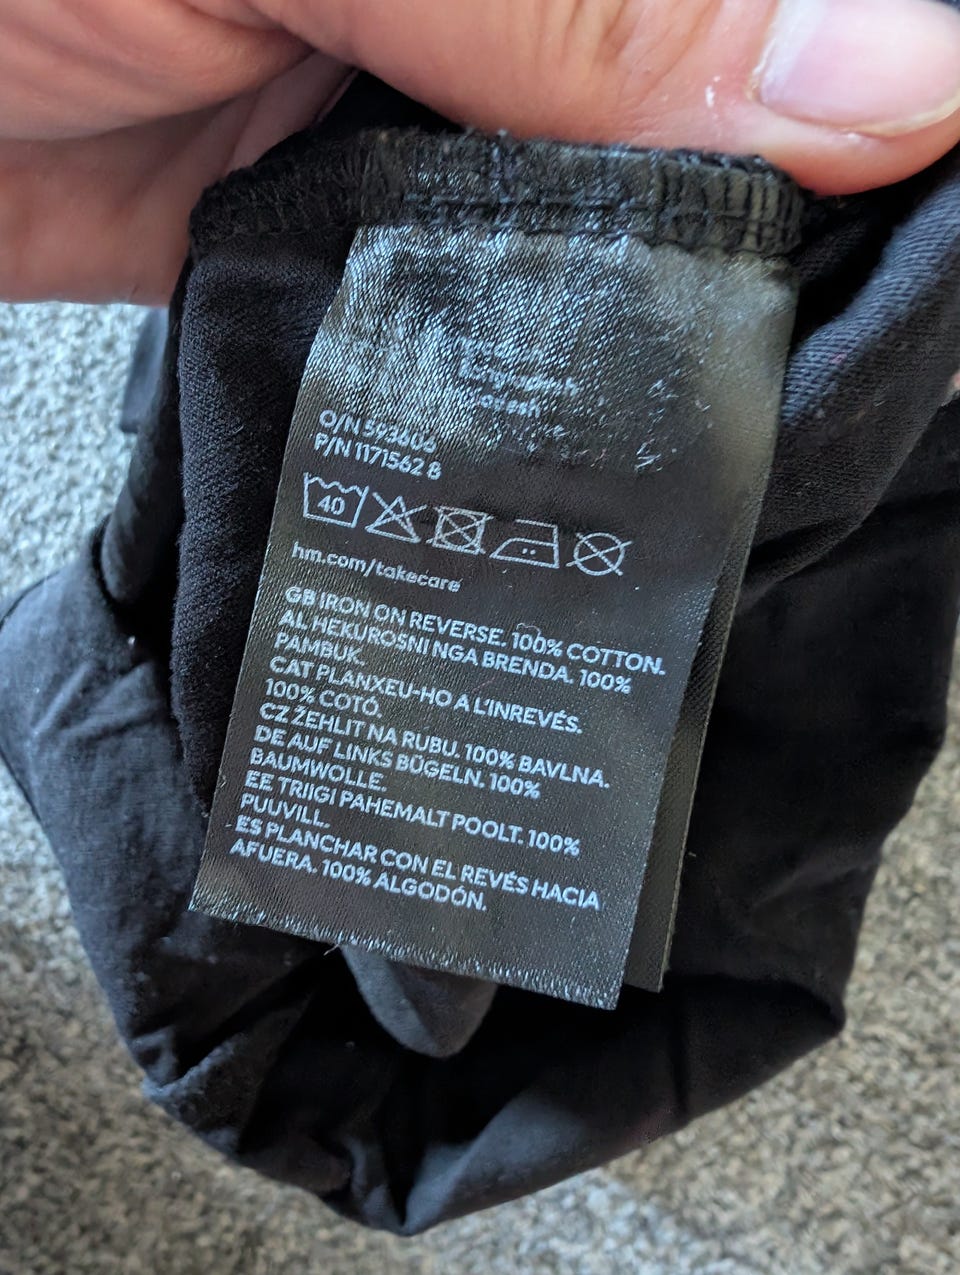 Bangladesh
O/N 593606
P/N 1171562 8
40
hm.com/takecare
GB IRON ON REVERSE. 100% COTTON.
AL HEKUROSNI NGA BRENDA. 100%
PAMBUK.
CAT PLANXEU-HO A L'INREVÉS.
100% COTÓ.
CZ ŽEHLIT NA RUBU. 100% BAVLNA.
DE AUF LINKS BÜGELN. 100%
BAUMWOLLE.
EE TRIIGI PAHEMALT POOLT. 100%
PUUVILL.
ES PLANCHAR CON EL REVÉS HACIA
AFUERA. 100% ALGODÓN.